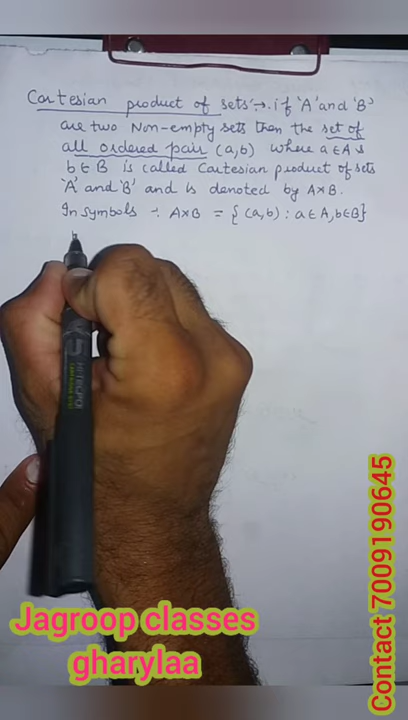 Cartesian product of sets → if 'A' and 'B'
are two Non-empty sets then the set of
all ordered pair (a,b) where a ∈ A &
b ∈ B is called Cartesian product of sets
'A' and 'B' and is denoted by A×B.
In symbols :- A×B = { (a,b) : a ∈ A, b ∈ B}
Jagroop classes
gharylaa
Contact 7009190645